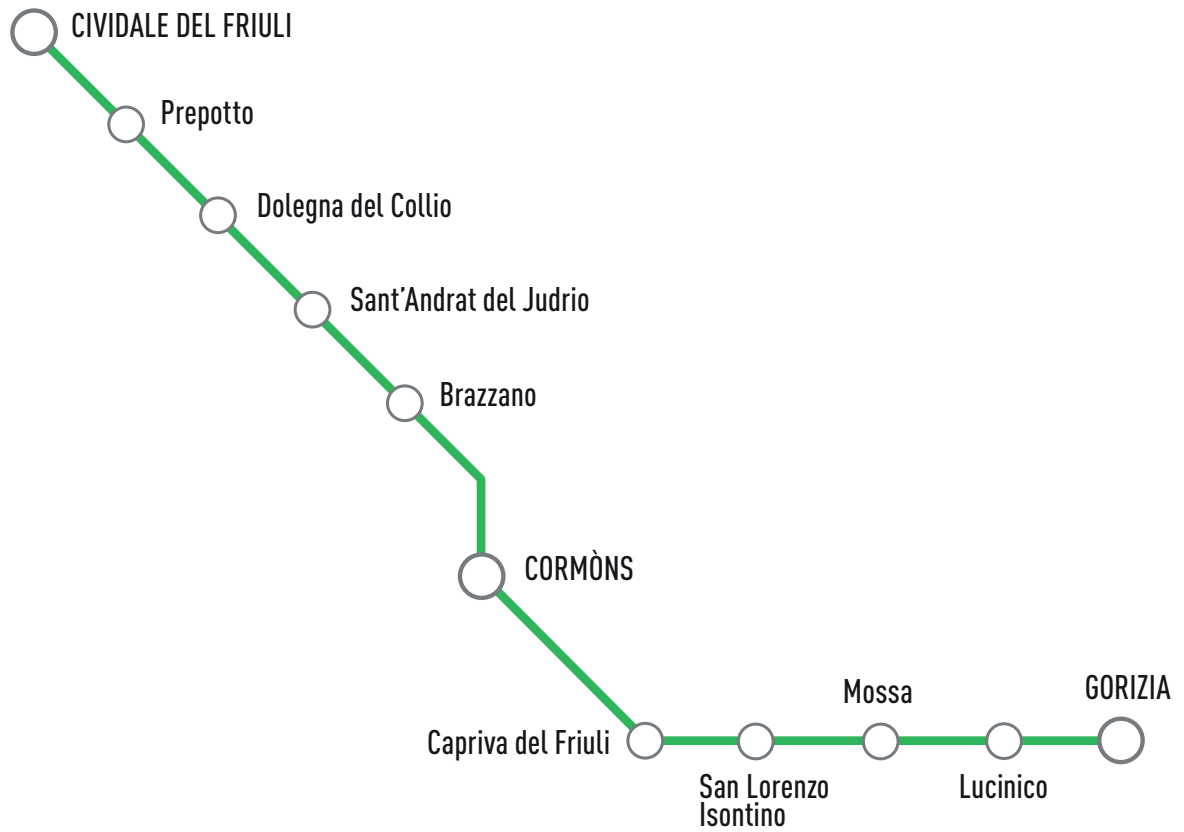 CIVIDALE DEL FRIULI
Prepotto
Dolegna del Collio
Sant'Andrat del Judrio
Brazzano
CORMÒNS
Capriva del Friuli
San Lorenzo
Isontino
Mossa
Lucinico
GORIZIA